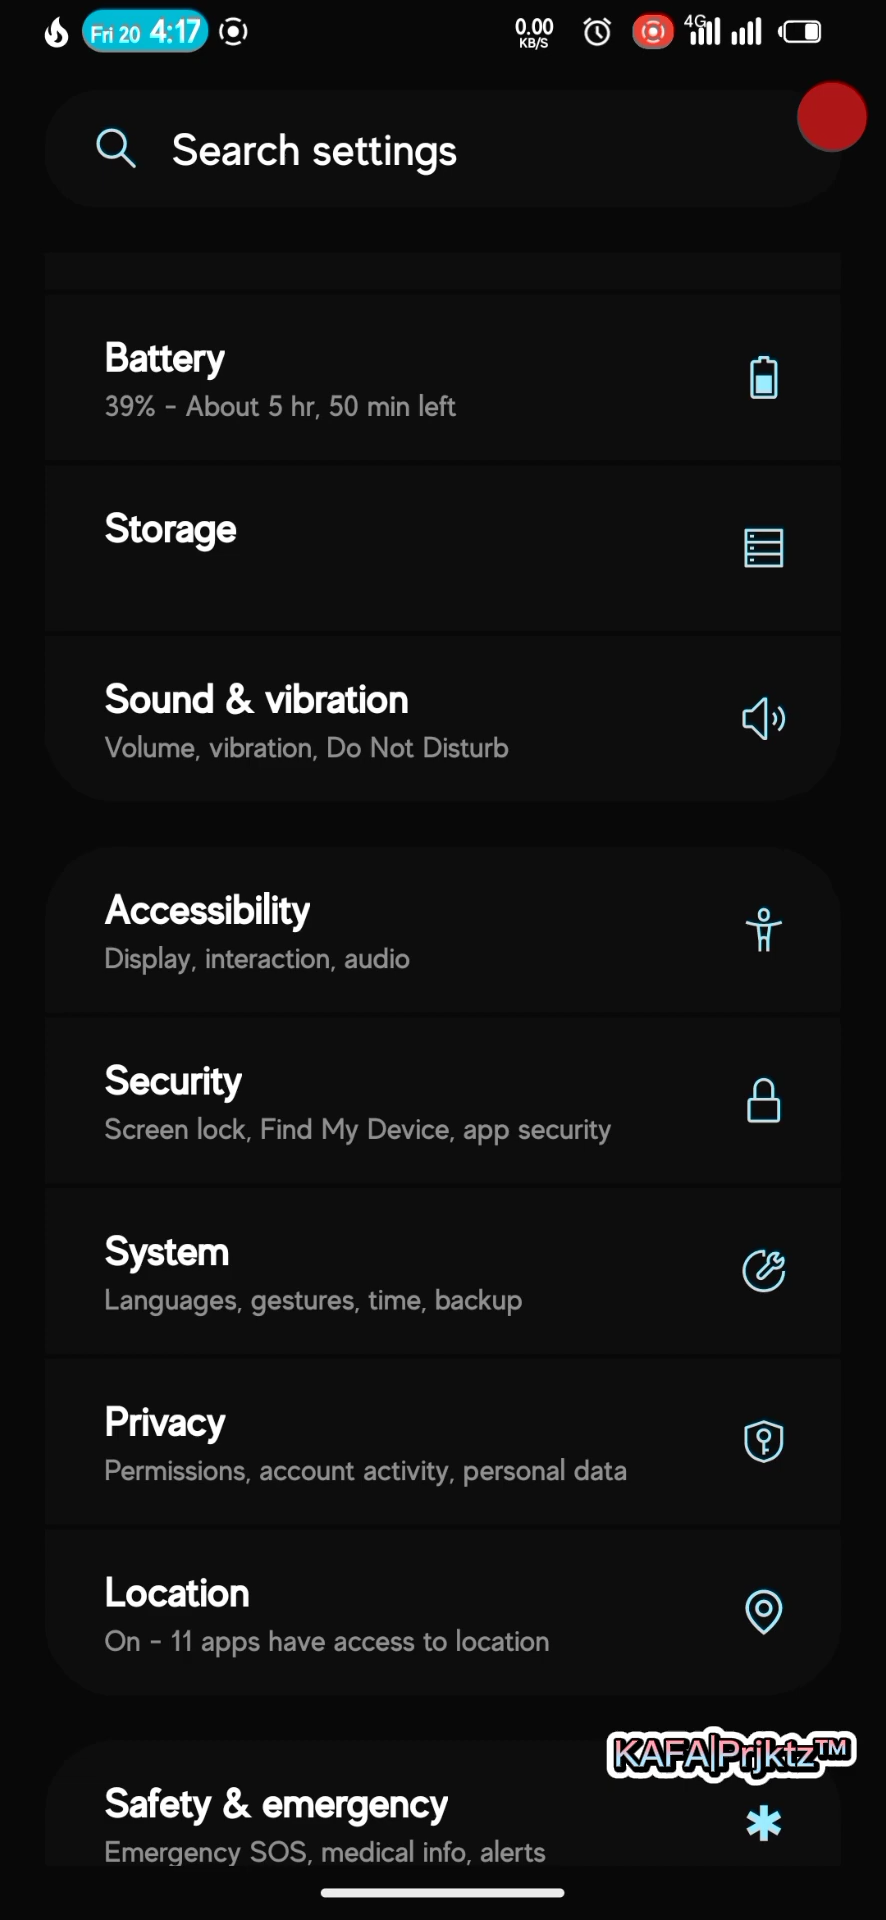 Fri 20 4:17
0.00
KB/S
4G
Search settings
Battery
39% - About 5 hr, 50 min left
Storage
Sound & vibration
Volume, vibration, Do Not Disturb
Accessibility
Display, interaction, audio
Security
Screen lock, Find My Device, app security
System
Languages, gestures, time, backup
Privacy
Permissions, account activity, personal data
Location
On - 11 apps have access to location
KAFA|Prjktz™
Safety & emergency
Emergency SOS, medical info, alerts